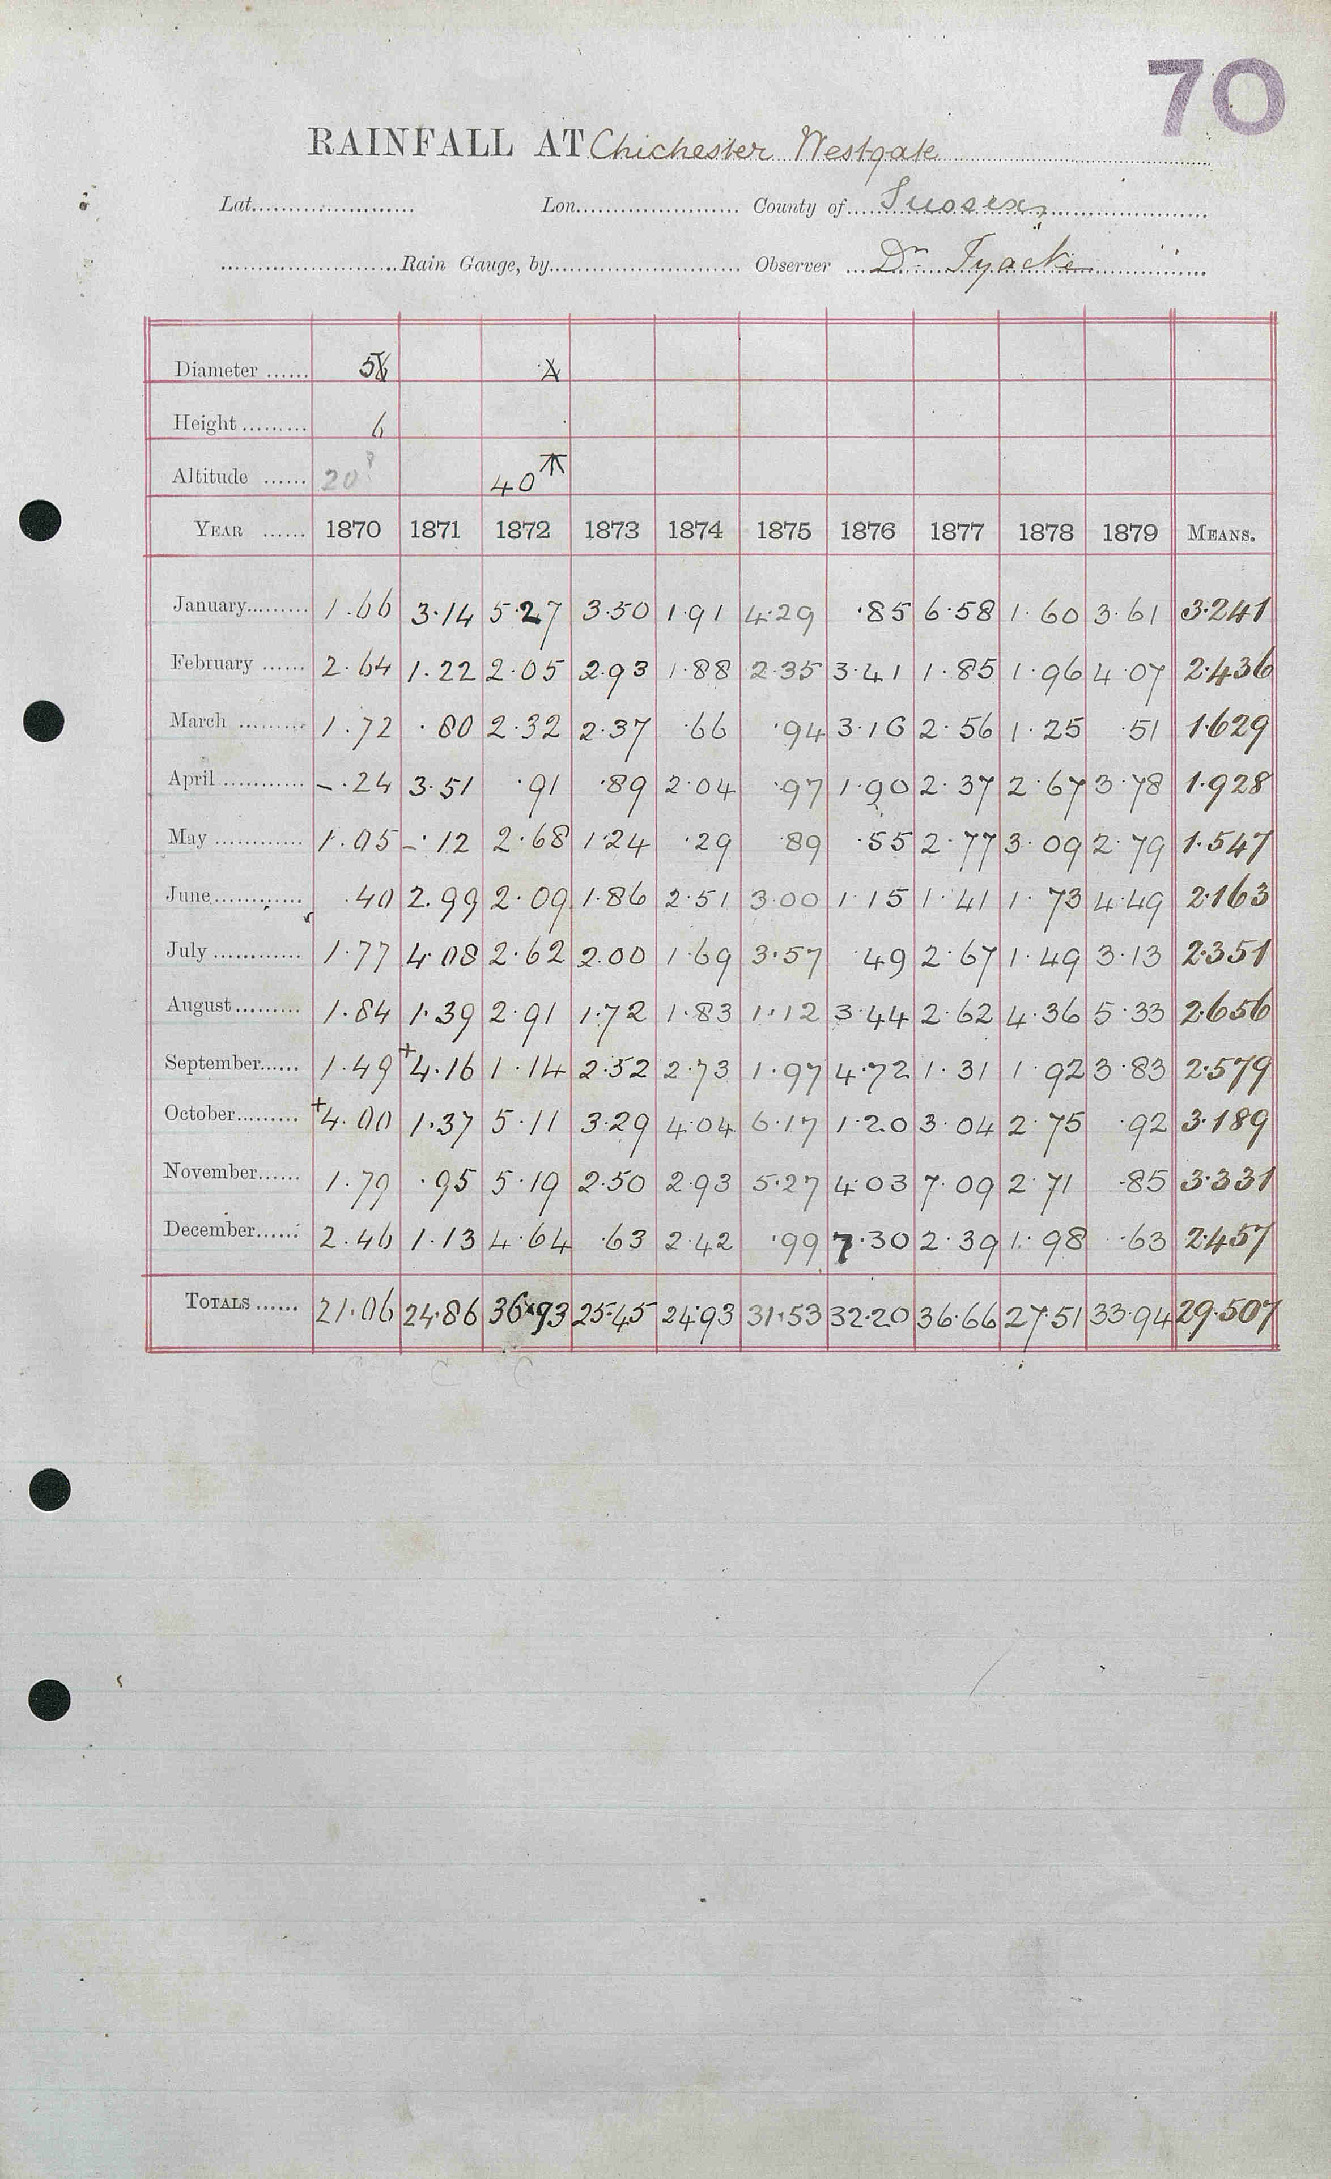 70
RAINFALL AT Chichester Westgate
Lat. Lon. County of Sussex
Rain Gauge, by Observer Dr Tyacke
Diameter 5
Height 6
Altitude 20? 40
YEAR 1870 1871 1872 1873 1874 1875 1876 1877 1878 1879 MEANS.
January 1.66 3.14 5.27 3.50 1.91 4.29 .85 6.58 1.60 3.61 3.241
February 2.64 1.22 2.05 2.93 1.88 2.35 3.41 1.85 1.96 4.07 2.436
March 1.72 .80 2.32 2.37 .66 .94 3.16 2.56 1.25 .51 1.629
April -.24 3.51 .91 .89 2.04 .97 1.90 2.37 2.67 3.78 1.928
May 1.05 -.12 2.68 1.24 .29 .89 .55 2.77 3.09 2.79 1.547
June .40 2.99 2.09 1.86 2.51 3.00 1.15 1.41 1.73 4.49 2.163
July 1.77 4.08 2.62 2.00 1.69 3.57 .49 2.67 1.49 3.13 2.351
August 1.84 1.39 2.91 1.72 1.83 1.12 3.44 2.62 4.36 5.33 2.656
September 1.49 +4.16 1.14 2.52 2.73 1.97 4.72 1.31 1.92 3.83 2.579
October +4.00 1.37 5.11 3.29 4.04 6.17 1.20 3.04 2.75 .92 3.189
November 1.79 .95 5.19 2.50 2.93 5.27 4.03 7.09 2.71 .85 3.331
December 2.46 1.13 4.64 .63 2.42 .99 7.30 2.39 1.98 .63 2.457
TOTALS 21.06 24.86 36.93 25.45 24.93 31.53 32.20 36.66 27.51 33.94 29.507